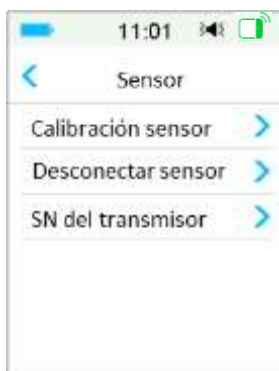 11:01
Sensor
Calibración sensor
Desconectar sensor
SN del transmisor